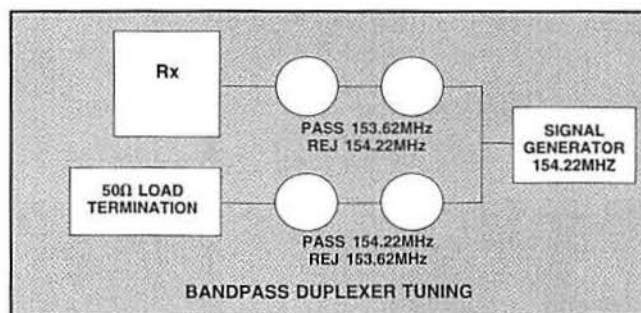 Rx
PASS 153.62MHz
REJ 154.22MHz
SIGNAL
GENERATOR
154.22MHZ
50Ω LOAD
TERMINATION
PASS 154.22MHz
REJ 153.62MHz
BANDPASS DUPLEXER TUNING